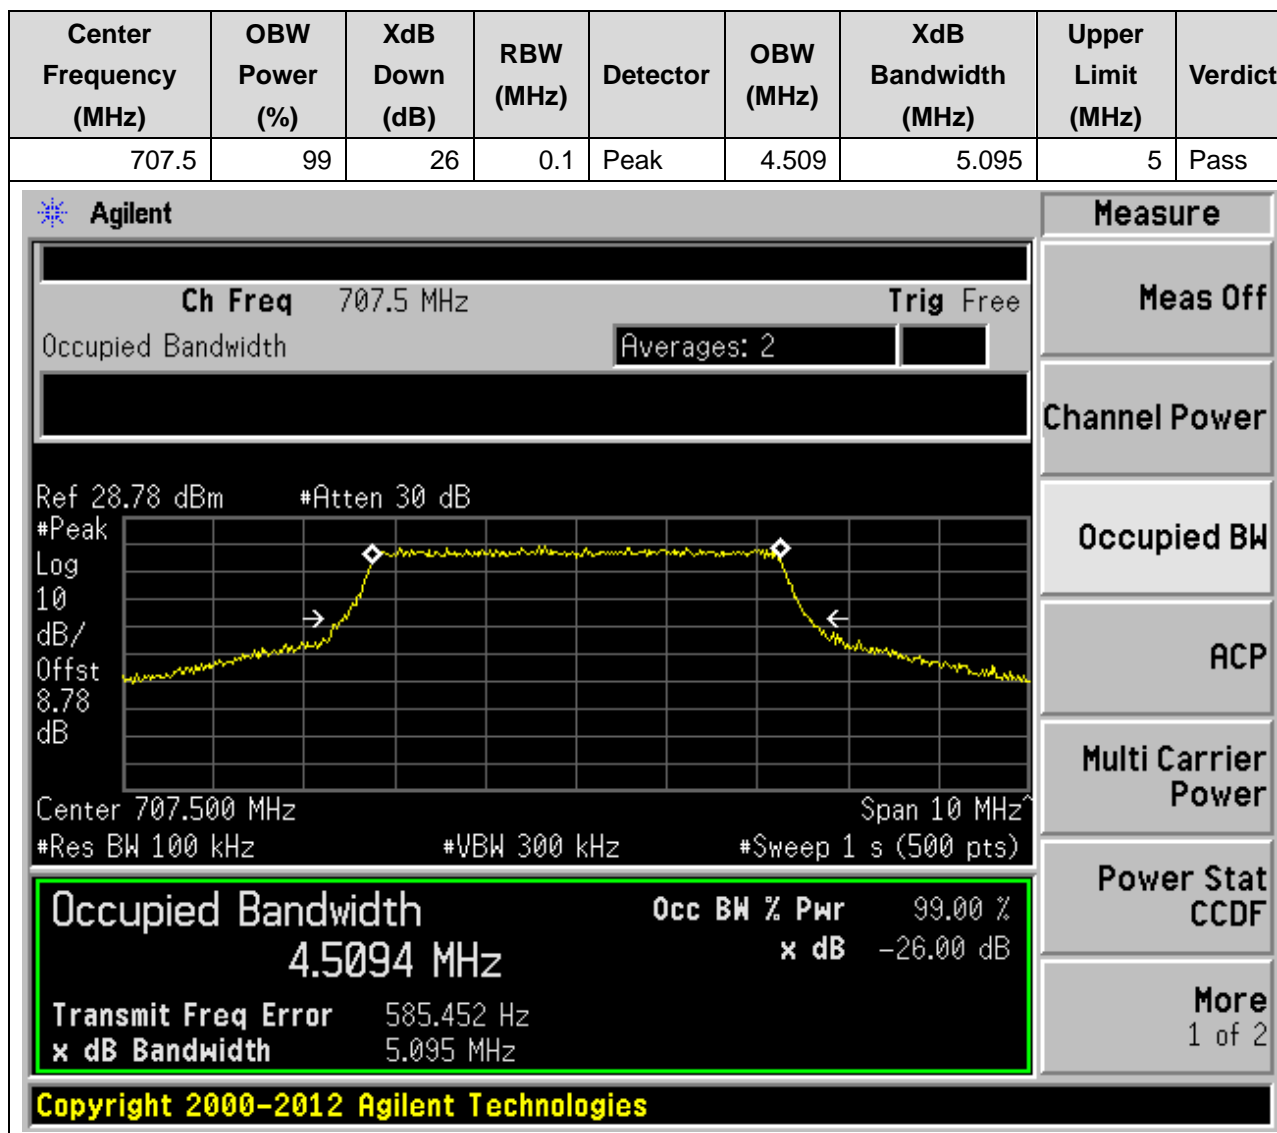 Center Frequency (MHz) OBW Power (%) XdB Down (dB) RBW (MHz) Detector OBW (MHz) XdB Bandwidth (MHz) Upper Limit (MHz) Verdict
707.5 99 26 0.1 Peak 4.509 5.095 5 Pass
Agilent
Measure
Ch Freq 707.5 MHz Trig Free
Meas Off
Occupied Bandwidth Averages: 2
Channel Power
Ref 28.78 dBm #Atten 30 dB
#Peak
Log
10
dB/
Offst
8.78
dB
Occupied BW
ACP
Multi Carrier
Power
Center 707.500 MHz Span 10 MHz^
#Res BW 100 kHz #VBW 300 kHz #Sweep 1 s (500 pts)
Power Stat
CCDF
Occupied Bandwidth Occ BW % Pwr 99.00 %
4.5094 MHz x dB -26.00 dB
Transmit Freq Error 585.452 Hz
x dB Bandwidth 5.095 MHz
More
1 of 2
Copyright 2000-2012 Agilent Technologies